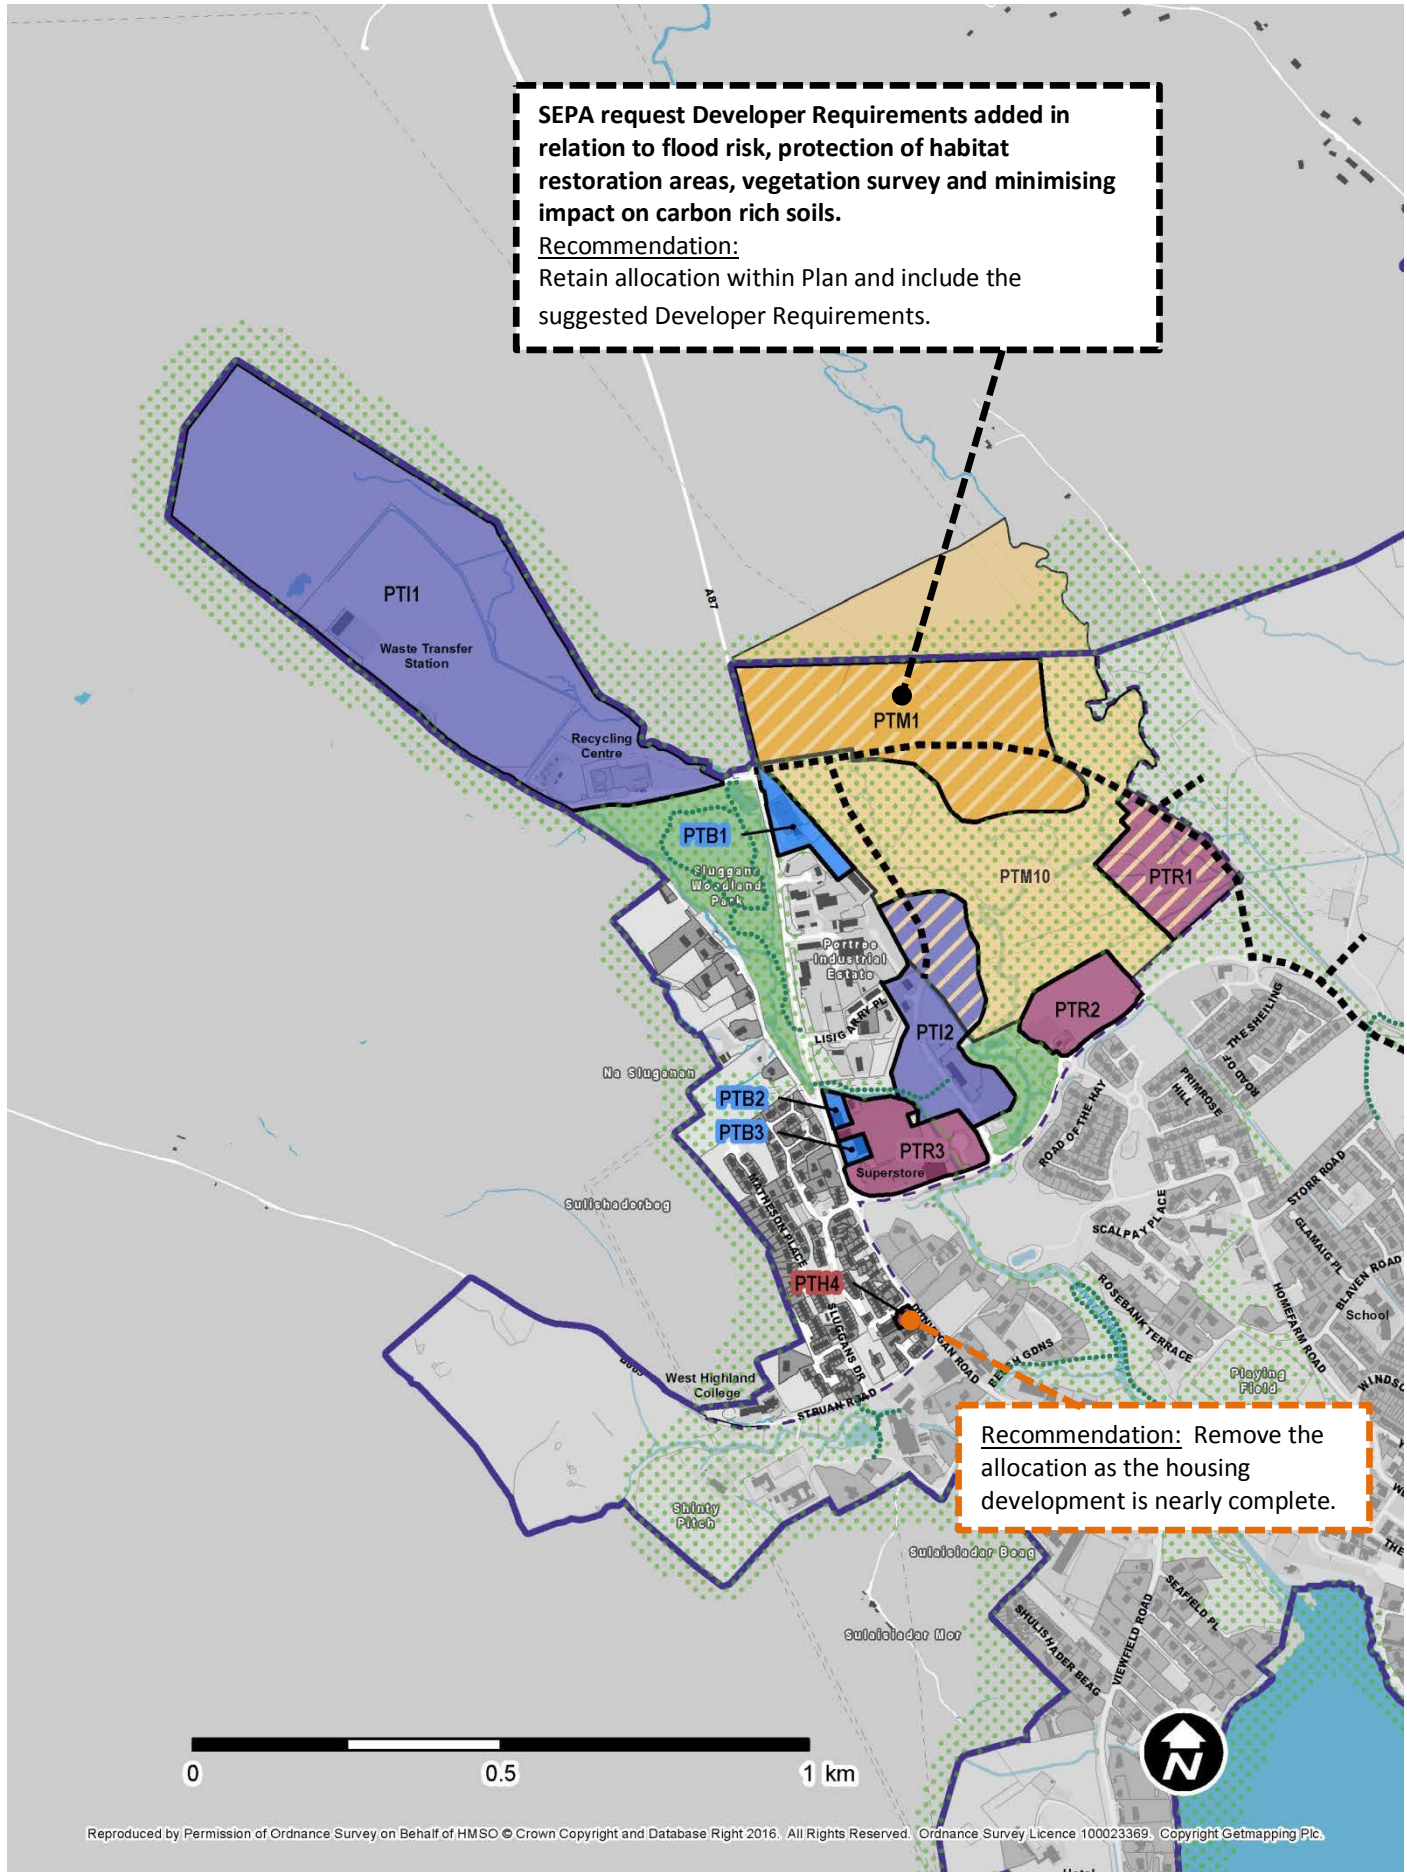 SEPA request Developer Requirements added in
relation to flood risk, protection of habitat
restoration areas, vegetation survey and minimising
impact on carbon rich soils.
Recommendation:
Retain allocation within Plan and include the
suggested Developer Requirements.
A87
PTI1
Waste Transfer
Station
Recycling
Centre
PTM1
PTB1
Sluggans
Woodland
Park
PTM10
PTR1
Portree
Industrial
Estate
LISIGARRY PL
PTI2
PTR2
ROAD OF THE SHEILING
PRIMROSE
HILL
ROAD OF THE HAY
Na Sluganan
PTB2
PTB3
PTR3
Superstore
MATHESON PLACE
Sulishaderbeg
SCALPAY PLACE
STORR ROAD
GLAMAIG PL
BLAVEN ROAD
School
HOMEFARM ROAD
ROSEBANK TERRACE
PTH4
SLUGGANS DR
DUNVEGAN ROAD
BEECH GDNS
Playing
Field
West Highland
College
STRUAN ROAD
Recommendation: Remove the
allocation as the housing
development is nearly complete.
Shinty
Pitch
THE
Sulaisiadar Beag
SEAFIELD PL
Sulaisiadar Mor
SHULISHADER BEAG
VIEWFIELD ROAD
N
0 0.5 1 km
Reproduced by Permission of Ordnance Survey on Behalf of HMSO © Crown Copyright and Database Right 2016. All Rights Reserved. Ordnance Survey Licence 100023369. Copyright Getmapping Plc.